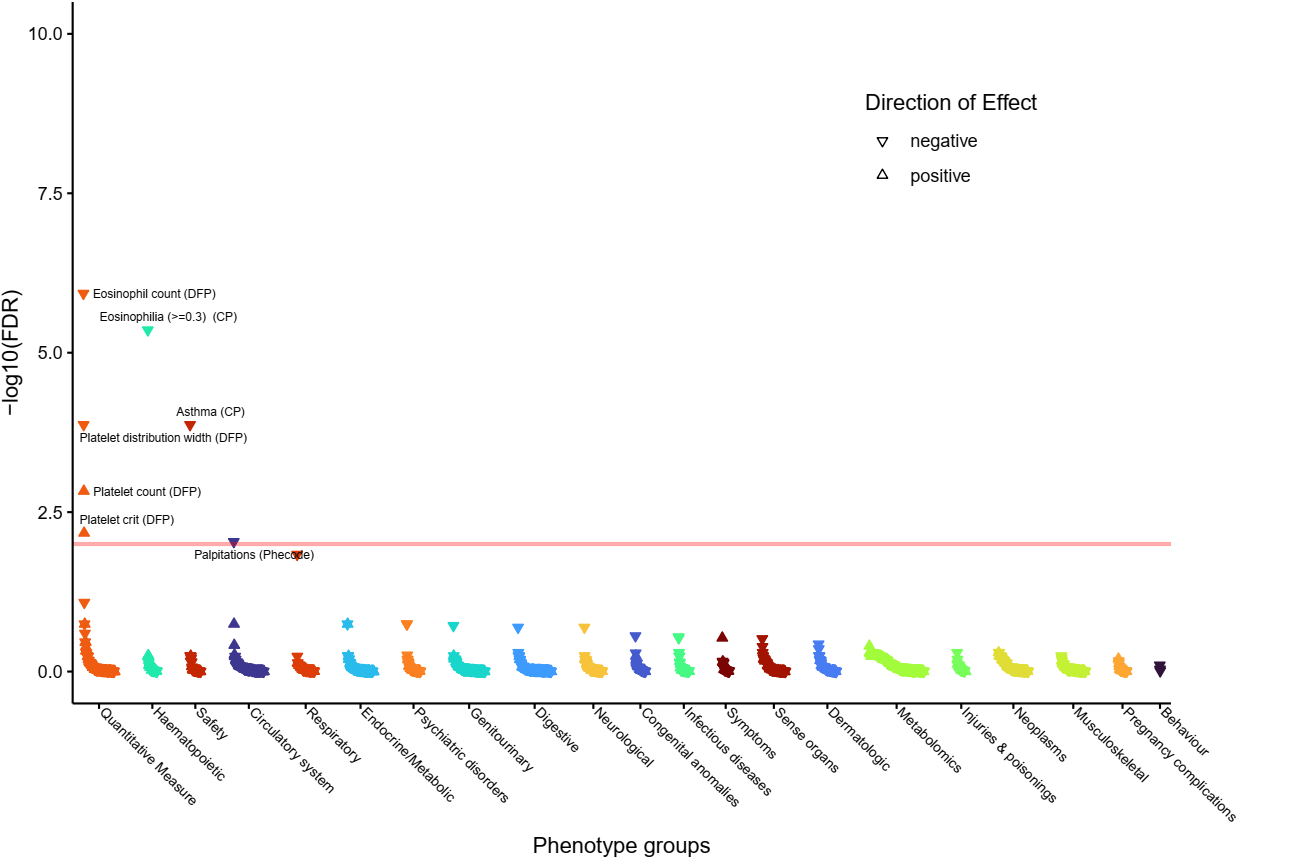 10.0
Direction of Effect
negative
positive
7.5
Eosinophil count (DFP)
Eosinophilia (>=0.3)  (CP)
5.0
−log10(FDR)
Asthma (CP)
Platelet distribution width (DFP)
Platelet count (DFP)
2.5
Platelet crit (DFP)
Palpitations (Phecode)
0.0
Quantitative Measure
Haematopoietic
Safety
Circulatory system
Respiratory
Endocrine/Metabolic
Psychiatric disorders
Genitourinary
Digestive
Neurological
Congenital anomalies
Infectious diseases
Symptoms
Sense organs
Dermatologic
Metabolomics
Injuries & poisonings
Neoplasms
Musculoskeletal
Pregnancy complications
Behaviour
Phenotype groups